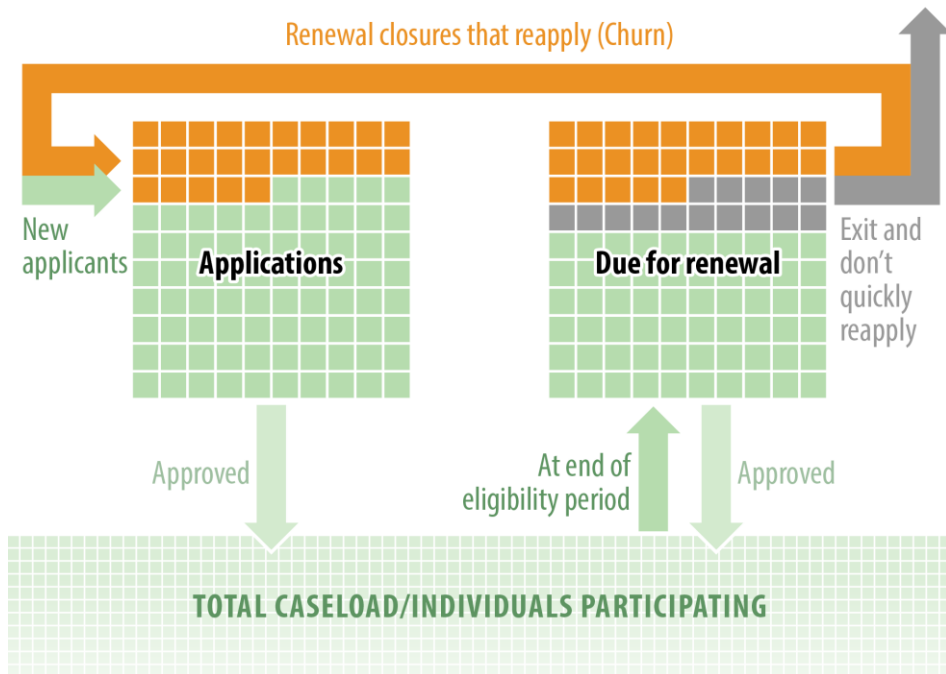 Renewal closures that reapply (Churn)
New
applicants
Applications
Due for renewal
Exit and
don’t
quickly
reapply
Approved
At end of
eligibility period
Approved
TOTAL CASELOAD/INDIVIDUALS PARTICIPATING